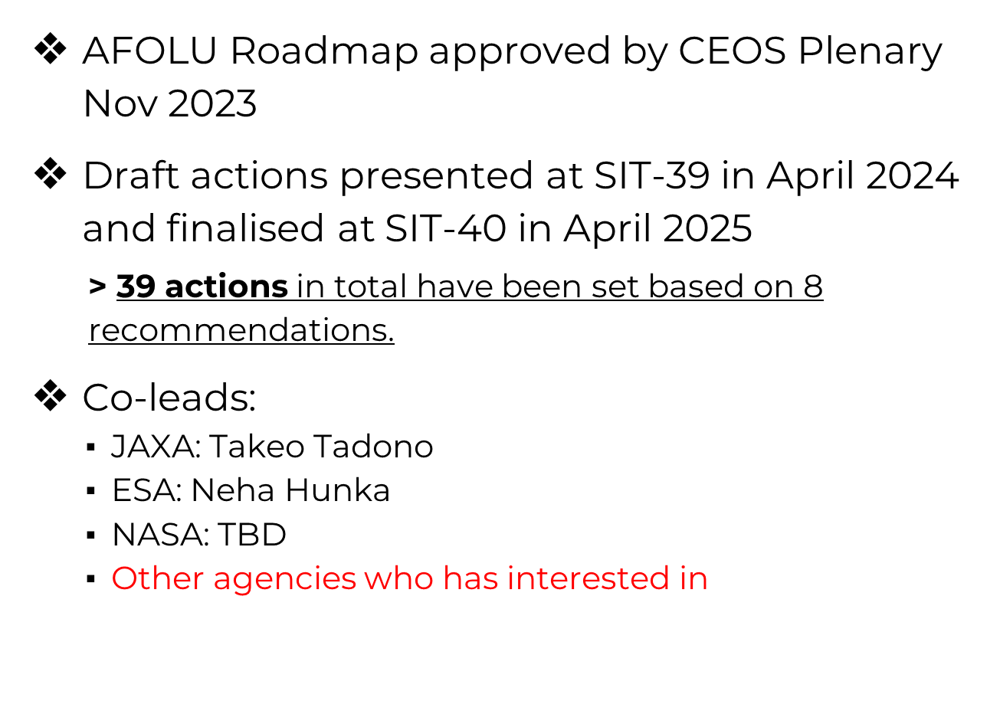 ❖ AFOLU Roadmap approved by CEOS Plenary
Nov 2023
❖ Draft actions presented at SIT-39 in April 2024
and finalised at SIT-40 in April 2025
> 39 actions in total have been set based on 8
recommendations.
❖ Co-leads:
▪ JAXA: Takeo Tadono
▪ ESA: Neha Hunka
▪ NASA: TBD
▪ Other agencies who has interested in